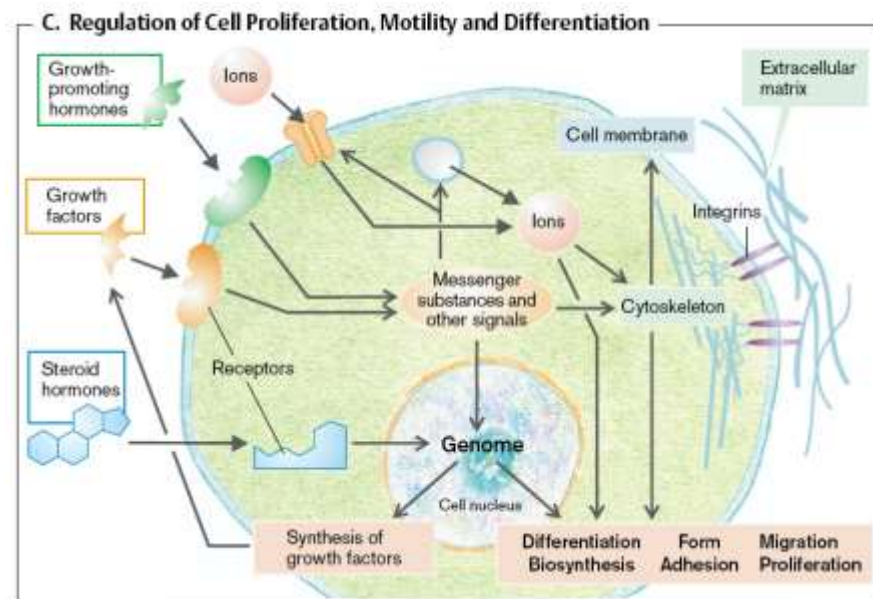 C. Regulation of Cell Proliferation, Motility and Differentiation
Growth-
promoting
hormones
Ions
Extracellular
matrix
Cell membrane
Growth
factors
Ions
Integrins
Messenger
substances and
other signals
Cytoskeleton
Steroid
hormones
Receptors
Genome
Cell nucleus
Synthesis of
growth factors
Differentiation Form Migration
Biosynthesis Adhesion Proliferation